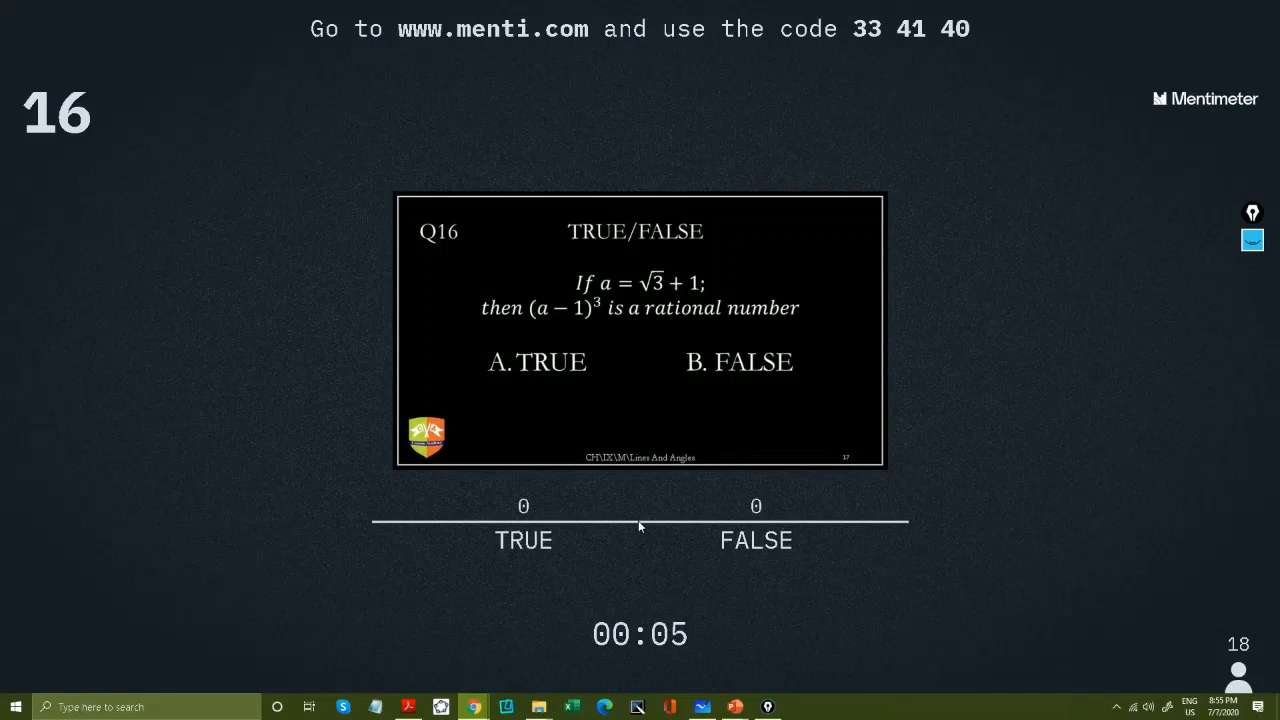 Go to www.menti.com and use the code 33 41 40
16
Mentimeter
Q16 TRUE/FALSE
If a = √3 + 1;
then (a − 1)³ is a rational number
A. TRUE B. FALSE
CH\IX\M\Lines And Angles 17
0 0
TRUE FALSE
00:05
18
Type here to search
ENG 8:55 PM
US 7/7/2020